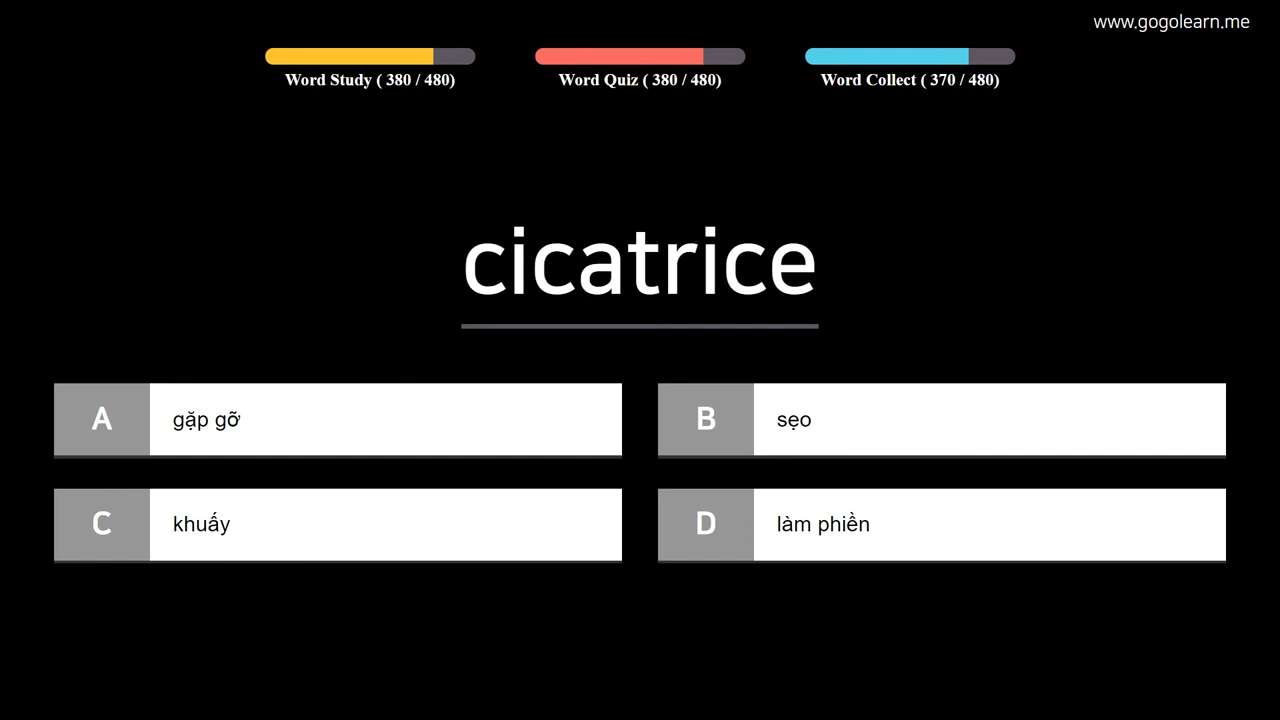 www.gogolearn.me
Word Study ( 380 / 480)
Word Quiz ( 380 / 480)
Word Collect ( 370 / 480)
cicatrice
A
gặp gỡ
B
sẹo
C
khuấy
D
làm phiền